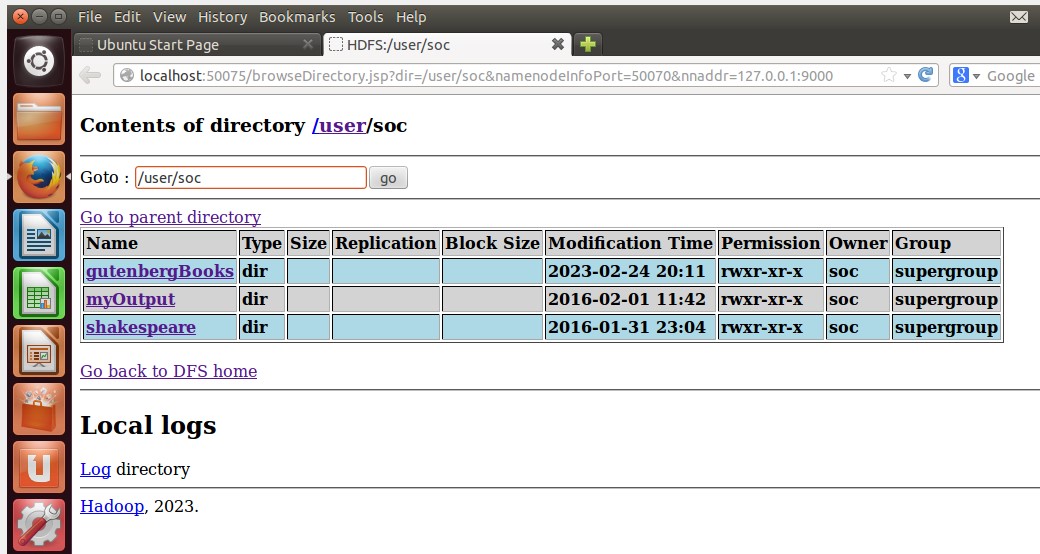 File Edit View History Bookmarks Tools Help
Ubuntu Start Page HDFS:/user/soc
localhost:50075/browseDirectory.jsp?dir=/user/soc&namenodeInfoPort=50070&nnaddr=127.0.0.1:9000 Google
Contents of directory /user/soc
Goto : /user/soc go
Go to parent directory
Name Type Size Replication Block Size Modification Time Permission Owner Group
gutenbergBooks dir 2023-02-24 20:11 rwxr-xr-x soc supergroup
myOutput dir 2016-02-01 11:42 rwxr-xr-x soc supergroup
shakespeare dir 2016-01-31 23:04 rwxr-xr-x soc supergroup
Go back to DFS home
Local logs
Log directory
Hadoop, 2023.